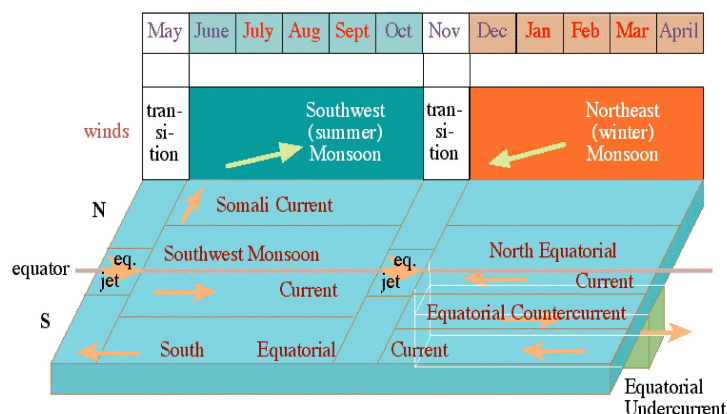 May June July Aug Sept Oct Nov Dec Jan Feb Mar April
winds
tran-
si-
tion
Southwest
(summer)
Monsoon
tran-
si-
tion
Northeast
(winter)
Monsoon
N
Somali Current
eq.
jet
Southwest Monsoon
Current
eq.
jet
North Equatorial
Current
equator
S
Equatorial Countercurrent
South Equatorial Current
Equatorial
Undercurrent